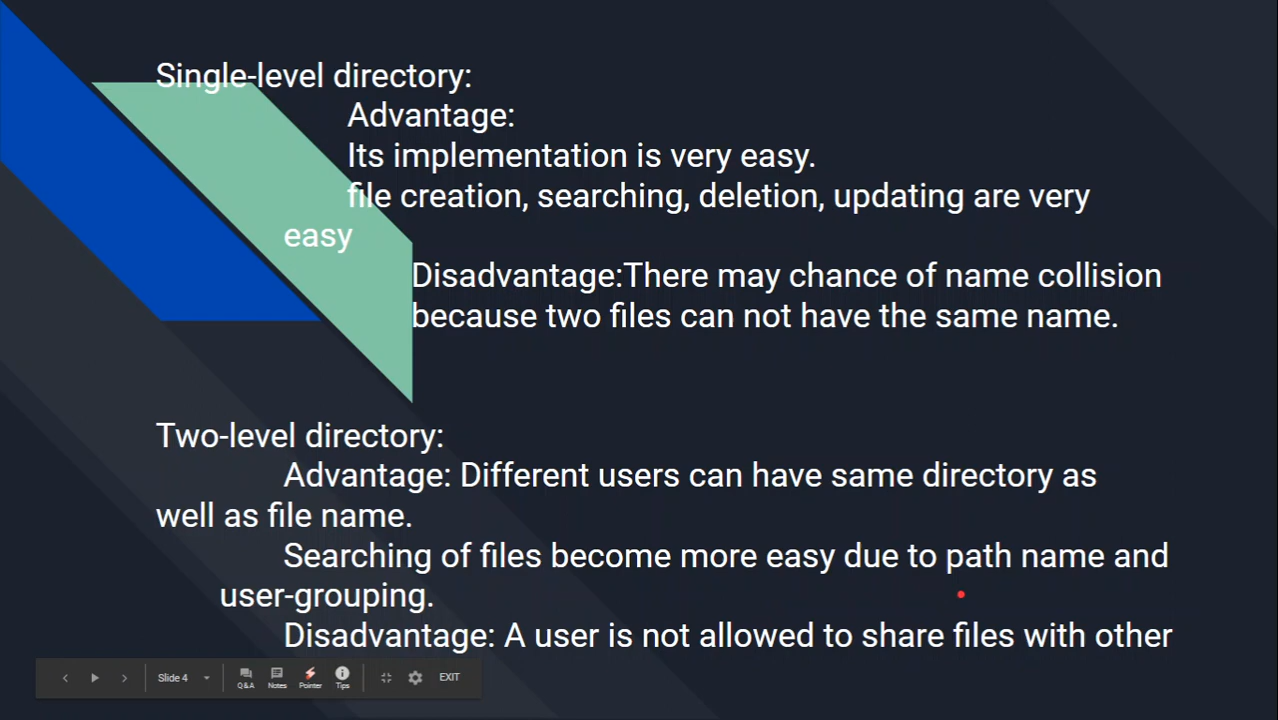 Single-level directory:
Advantage:
Its implementation is very easy.
file creation, searching, deletion, updating are very
easy
Disadvantage:There may chance of name collision
because two files can not have the same name.
Two-level directory:
Advantage: Different users can have same directory as
well as file name.
Searching of files become more easy due to path name and
user-grouping.
Disadvantage: A user is not allowed to share files with other
Slide 4
Q&A
Notes
Pointer
Tips
EXIT